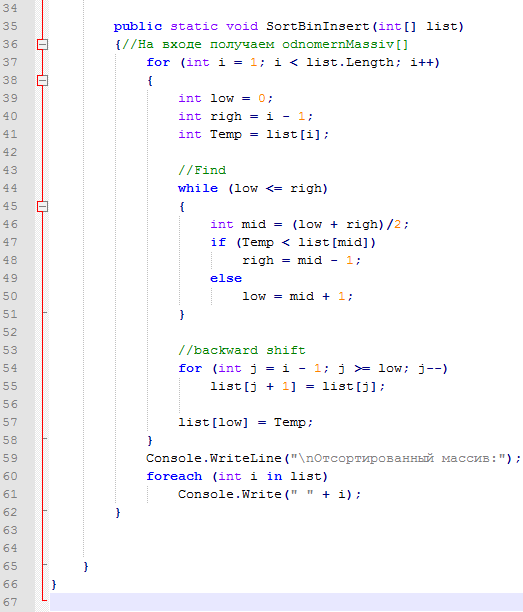 34
35 public static void SortBinInsert(int[] list)
36 {//На входе получаем odnomernMassiv[]
37 for (int i = 1; i < list.Length; i++)
38 {
39 int low = 0;
40 int righ = i - 1;
41 int Temp = list[i];
42
43 //Find
44 while (low <= righ)
45 {
46 int mid = (low + righ)/2;
47 if (Temp < list[mid])
48 righ = mid - 1;
49 else
50 low = mid + 1;
51 }
52
53 //backward shift
54 for (int j = i - 1; j >= low; j--)
55 list[j + 1] = list[j];
56
57 list[low] = Temp;
58 }
59 Console.WriteLine("\nОтсортированный массив:");
60 foreach (int i in list)
61 Console.Write(" " + i);
62 }
63
64
65 }
66 }
67